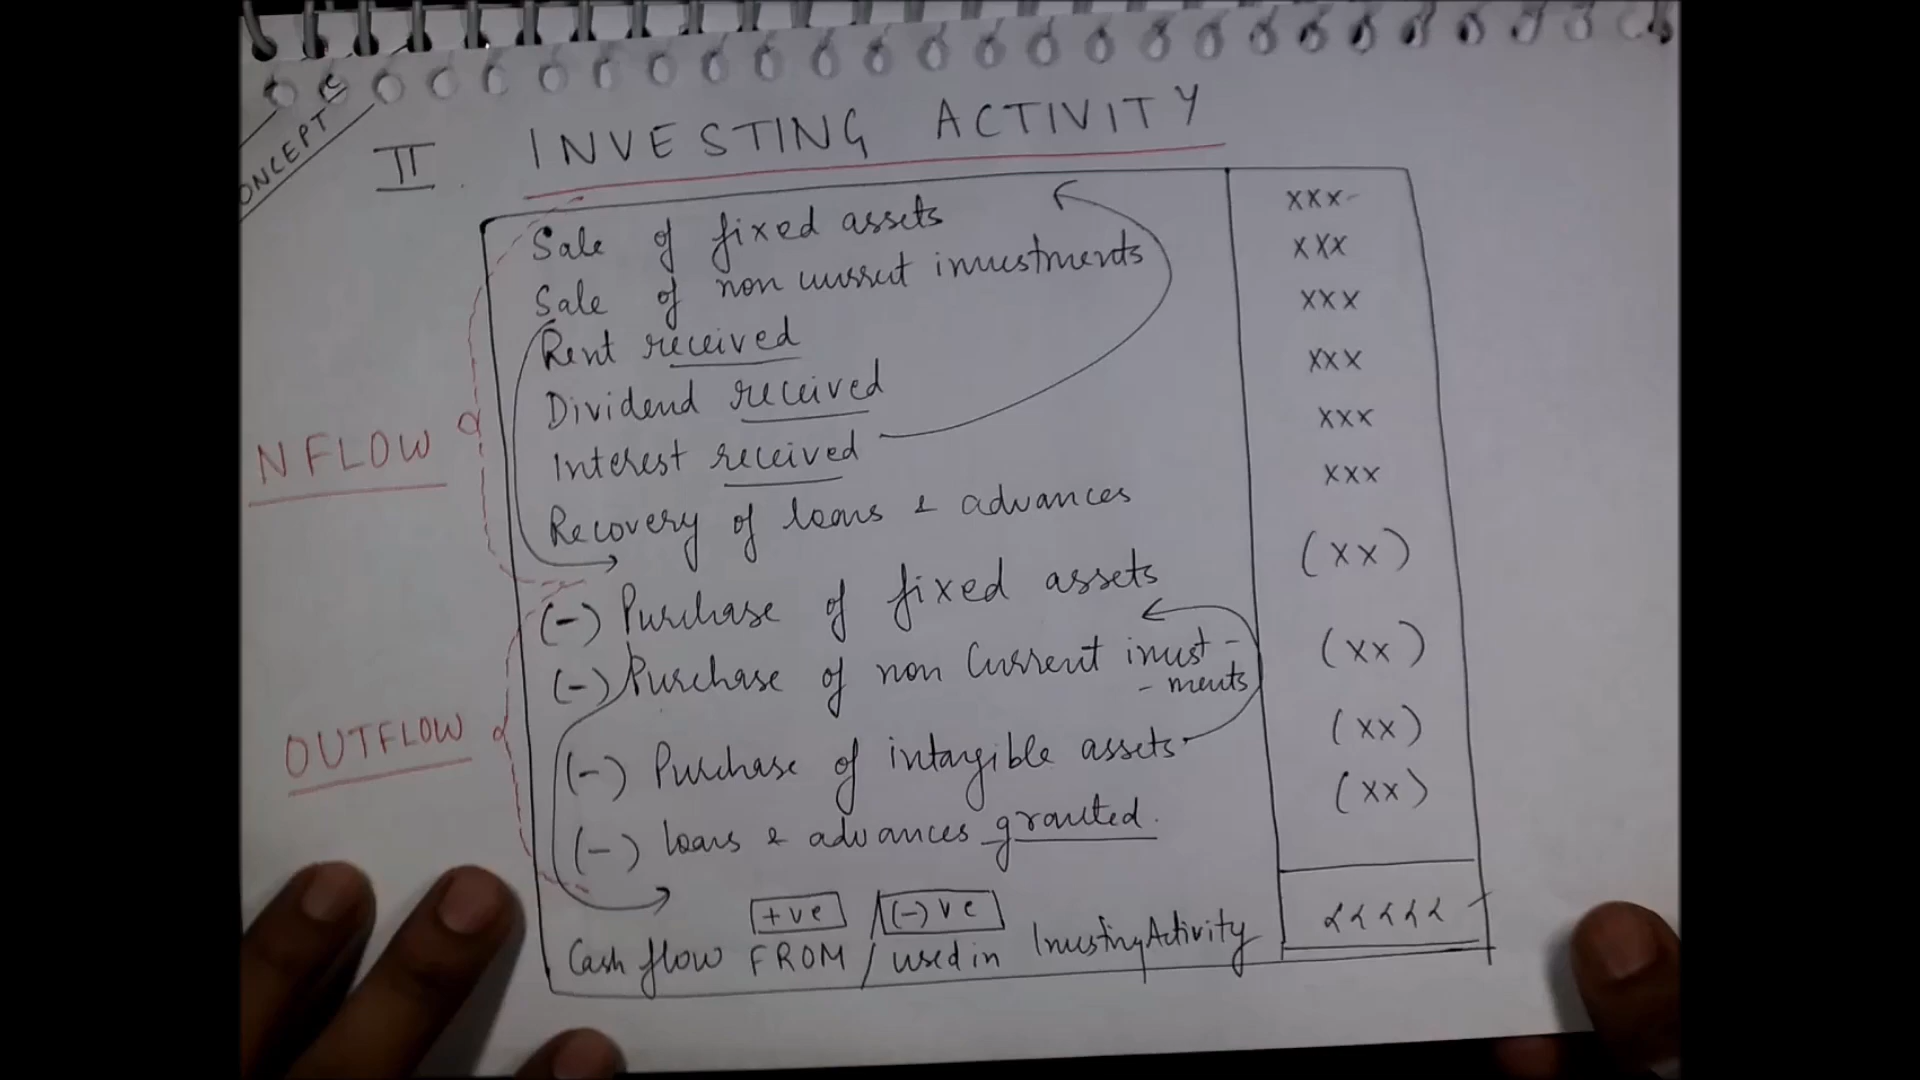 ONCEPT
II. INVESTING ACTIVITY
Sale of fixed assets xxx
Sale of non current investments xxx
Rent received xxx
Dividend received xxx
Interest received xxx
Recovery of loans & advances xxx
NFLOW
(-) Purchase of fixed assets (xx)
(-) Purchase of non Current invest -
- ments (xx)
(-) Purchase of intangible assets (xx)
(-) loans & advances granted. (xx)
OUTFLOW
+ve / (-)ve
Cash flow FROM / used in Investing Activity